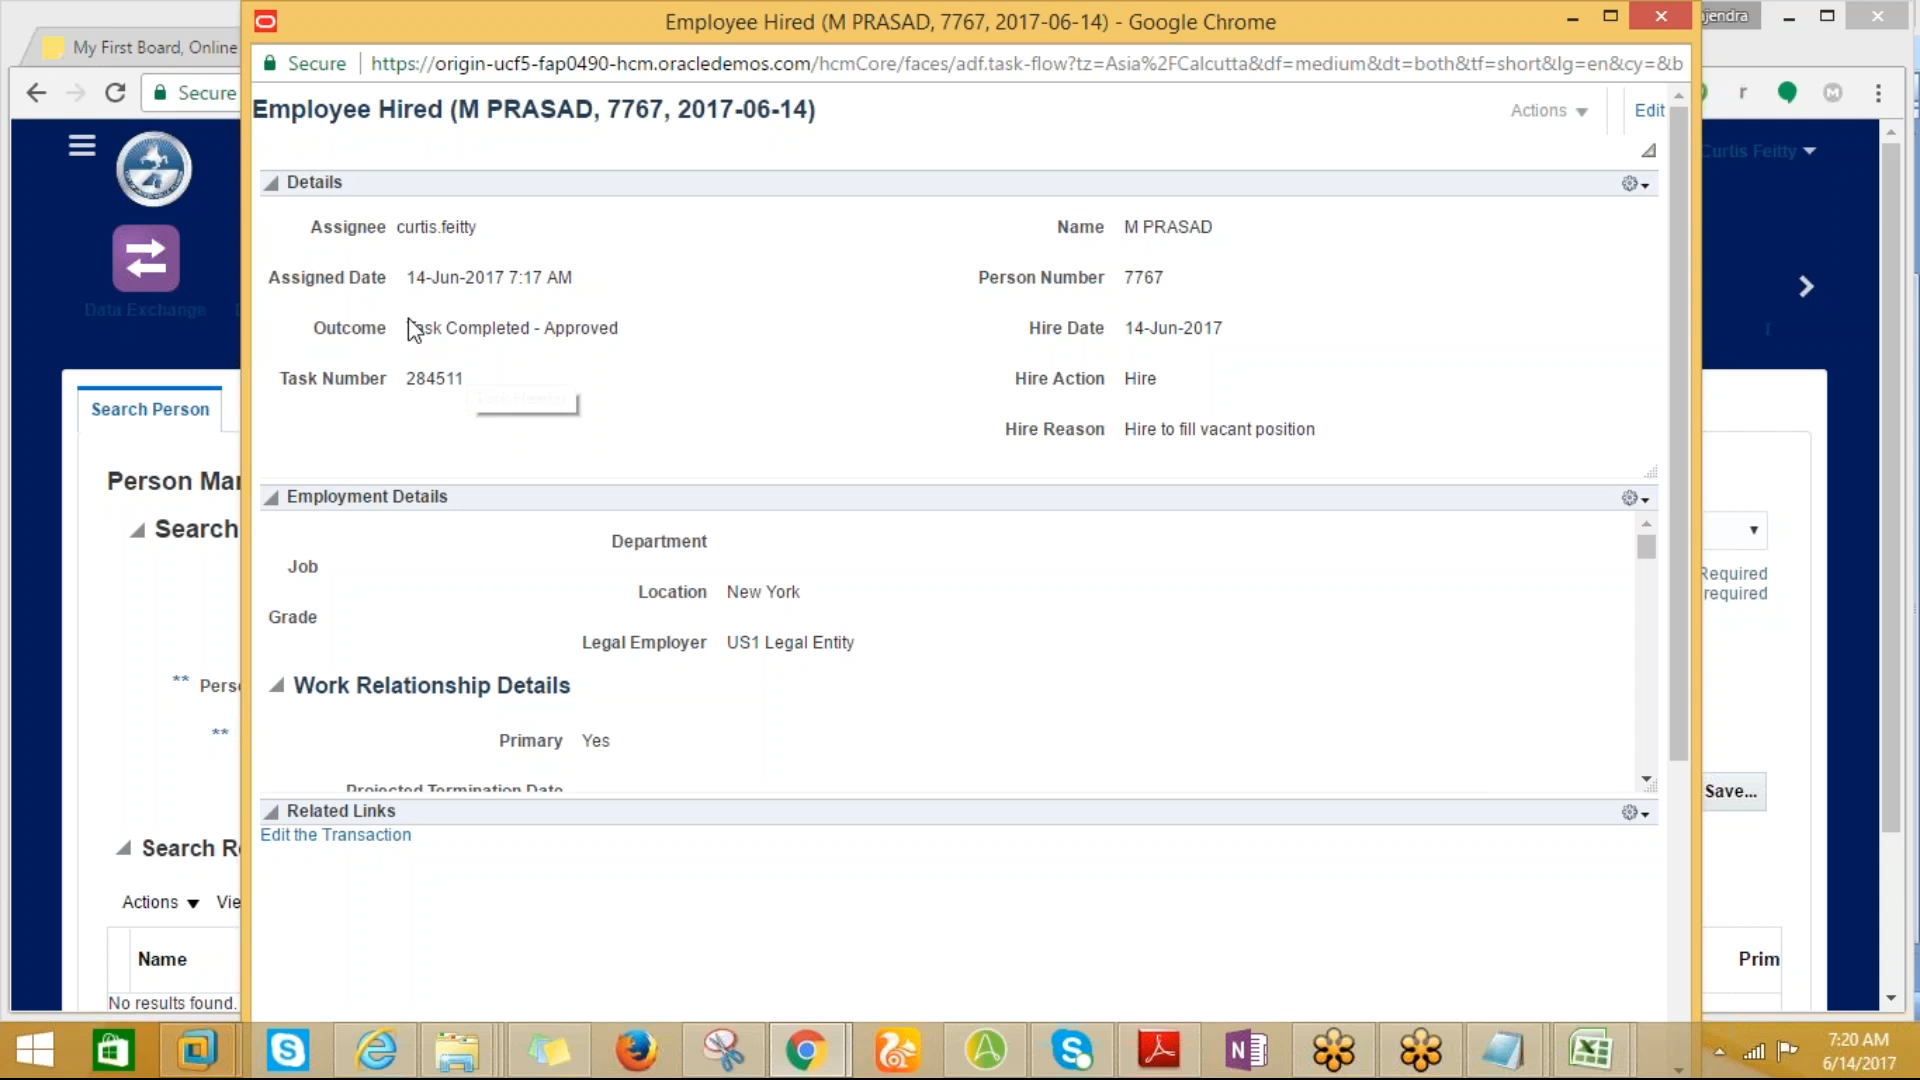 Employee Hired (M PRASAD, 7767, 2017-06-14) - Google Chrome
My First Board, Online
Secure
https://origin-ucf5-fap0490-hcm.oracledemos.com/hcmCore/faces/adf.task-flow?tz=Asia%2FCalcutta&df=medium&dt=both&tf=short&lg=en&cy=&b
Secure
Employee Hired (M PRASAD, 7767, 2017-06-14)
Actions
Edit
Curtis Feitty
Data Exchange
Details
Assignee curtis.feitty
Name M PRASAD
Assigned Date 14-Jun-2017 7:17 AM
Person Number 7767
Outcome Task Completed - Approved
Hire Date 14-Jun-2017
Task Number 284511
Hire Action Hire
Hire Reason Hire to fill vacant position
Search Person
Person Mar
Search
** Perso
**
Required
required
Save...
Search R
Actions Vie
Name
Prim
No results found.
Employment Details
Department
Job
Location New York
Grade
Legal Employer US1 Legal Entity
Work Relationship Details
Primary Yes
Projected Termination Date
Related Links
Edit the Transaction
7:20 AM
6/14/2017